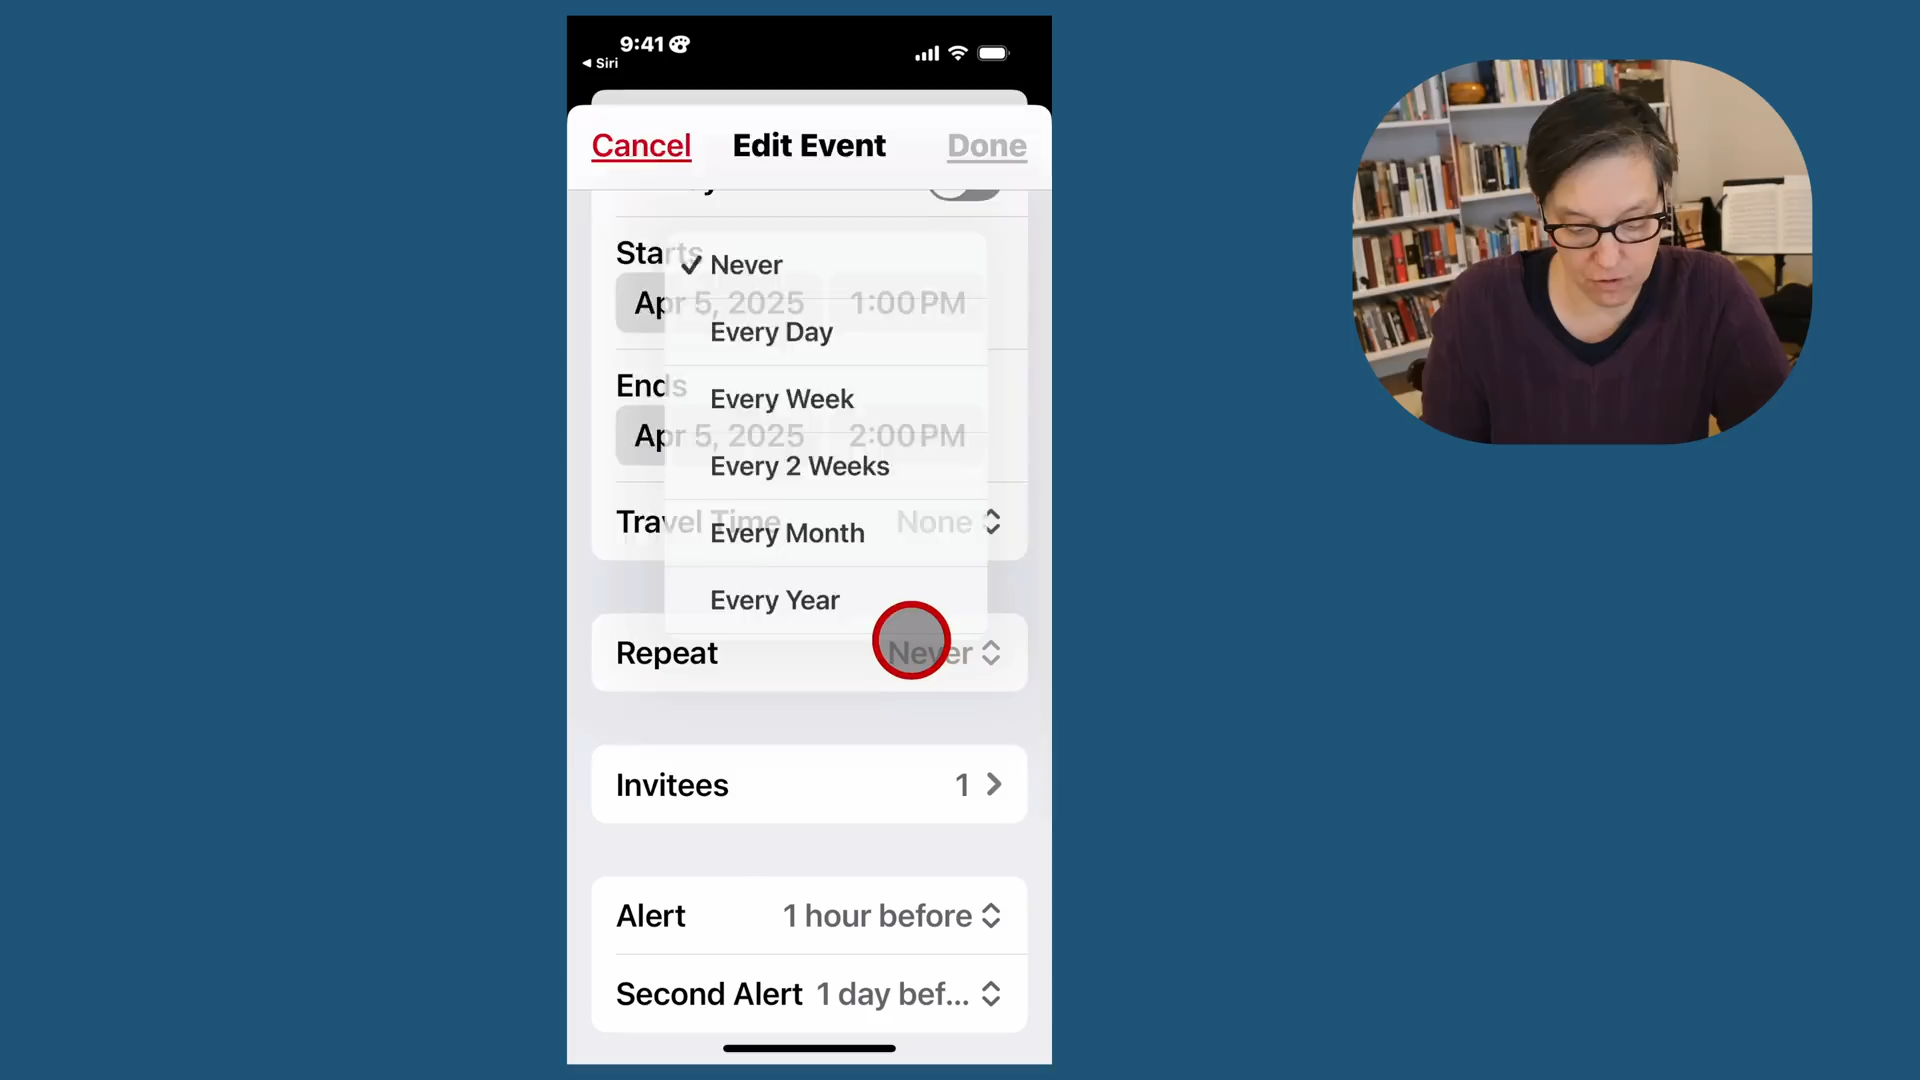 9:41
Siri
Cancel Edit Event Done
Starts
Never
Apr 5, 2025 1:00 PM
Every Day
Ends
Every Week
Apr 5, 2025 2:00 PM
Every 2 Weeks
Travel Time None
Every Month
Every Year
Repeat Never
Invitees 1
Alert 1 hour before
Second Alert 1 day bef...